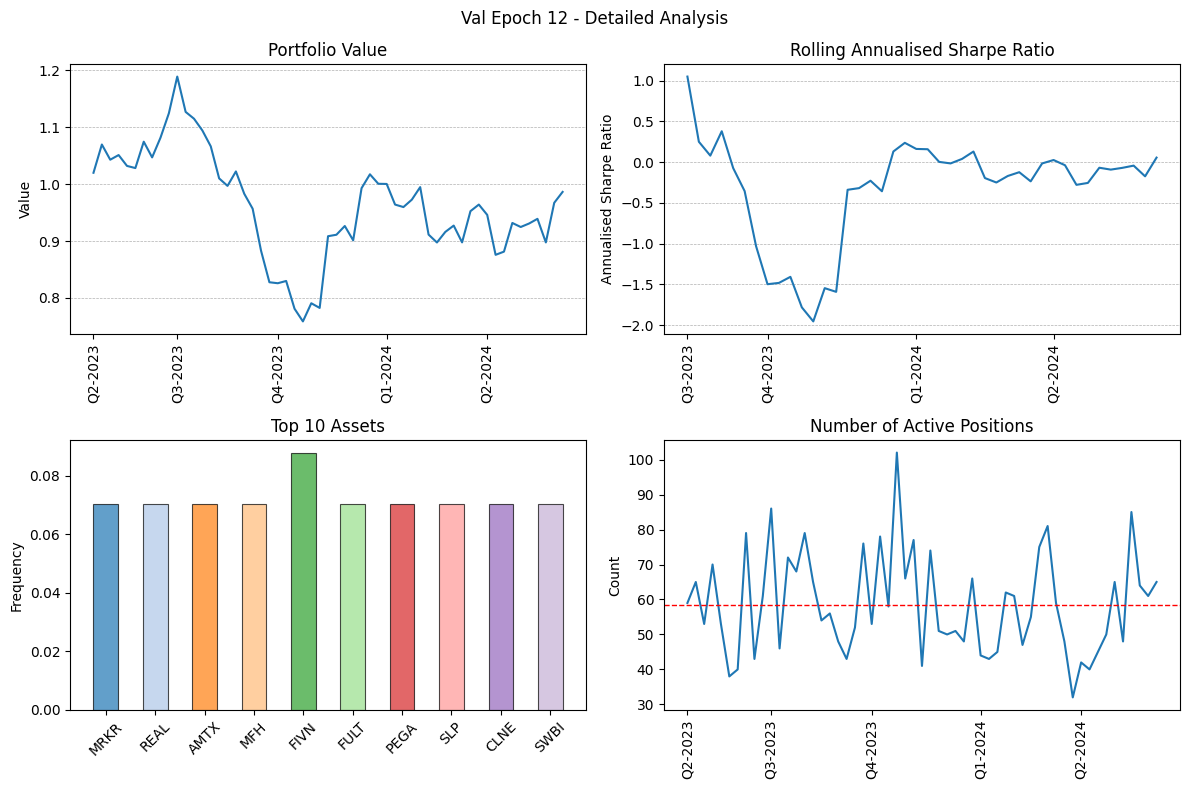 Val Epoch 12 - Detailed Analysis
Portfolio Value
Value
1.2
1.1
1.0
0.9
0.8
Q2-2023
Q3-2023
Q4-2023
Q1-2024
Q2-2024
Rolling Annualised Sharpe Ratio
Annualised Sharpe Ratio
1.0
0.5
0.0
−0.5
−1.0
−1.5
−2.0
Q3-2023
Q4-2023
Q1-2024
Q2-2024
Top 10 Assets
Frequency
0.08
0.06
0.04
0.02
0.00
MRKR
REAL
AMTX
MFH
FIVN
FULT
PEGA
SLP
CLNE
SWBI
Number of Active Positions
Count
100
90
80
70
60
50
40
30
Q2-2023
Q3-2023
Q4-2023
Q1-2024
Q2-2024